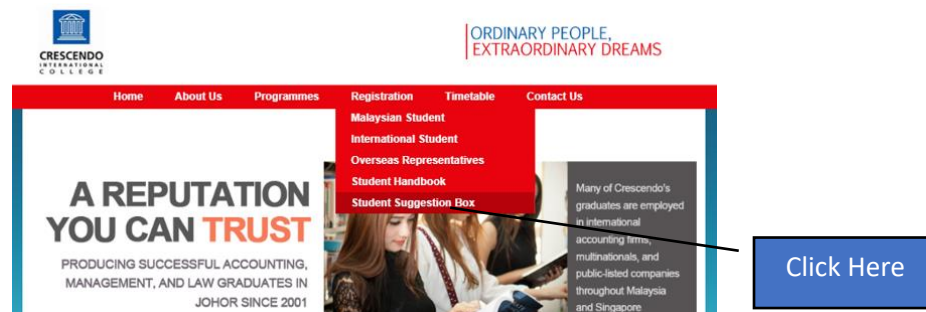 CRESCENDO
INTERNATIONAL
COLLEGE
ORDINARY PEOPLE,
EXTRAORDINARY DREAMS
Home About Us Programmes Registration Timetable Contact Us
Malaysian Student
International Student
Overseas Representatives
Student Handbook
Student Suggestion Box
A REPUTATION
YOU CAN TRUST
PRODUCING SUCCESSFUL ACCOUNTING,
MANAGEMENT, AND LAW GRADUATES IN
JOHOR SINCE 2001
Many of Crescendo's
graduates are employed
in international
accounting firms,
multinationals, and
public-listed companies
throughout Malaysia
and Singapore
Click Here